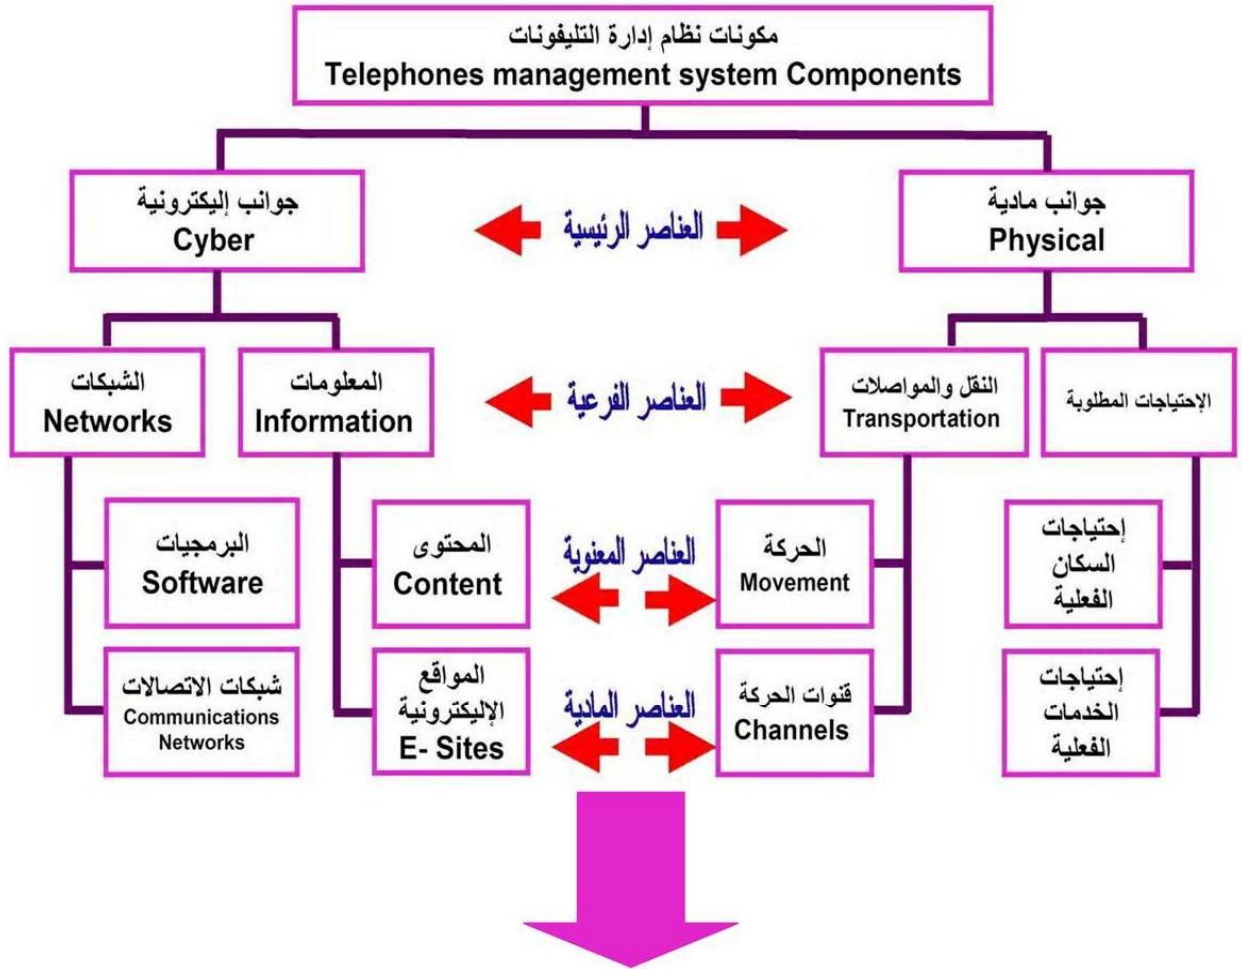 مكونات نظام إدارة التليفونات
Telephones management system Components
جوانب إليكترونية
Cyber
العناصر الرئيسية
جوانب مادية
Physical
الشبكات
Networks
المعلومات
Information
العناصر الفرعية
النقل والمواصلات
Transportation
الإحتياجات المطلوبة
البرمجيات
Software
المحتوى
Content
العناصر المعنوية
الحركة
Movement
إحتياجات
السكان
الفعلية
شبكات الاتصالات
Communications
Networks
المواقع
الإليكترونية
E- Sites
العناصر المادية
قنوات الحركة
Channels
إحتياجات
الخدمات
الفعلية